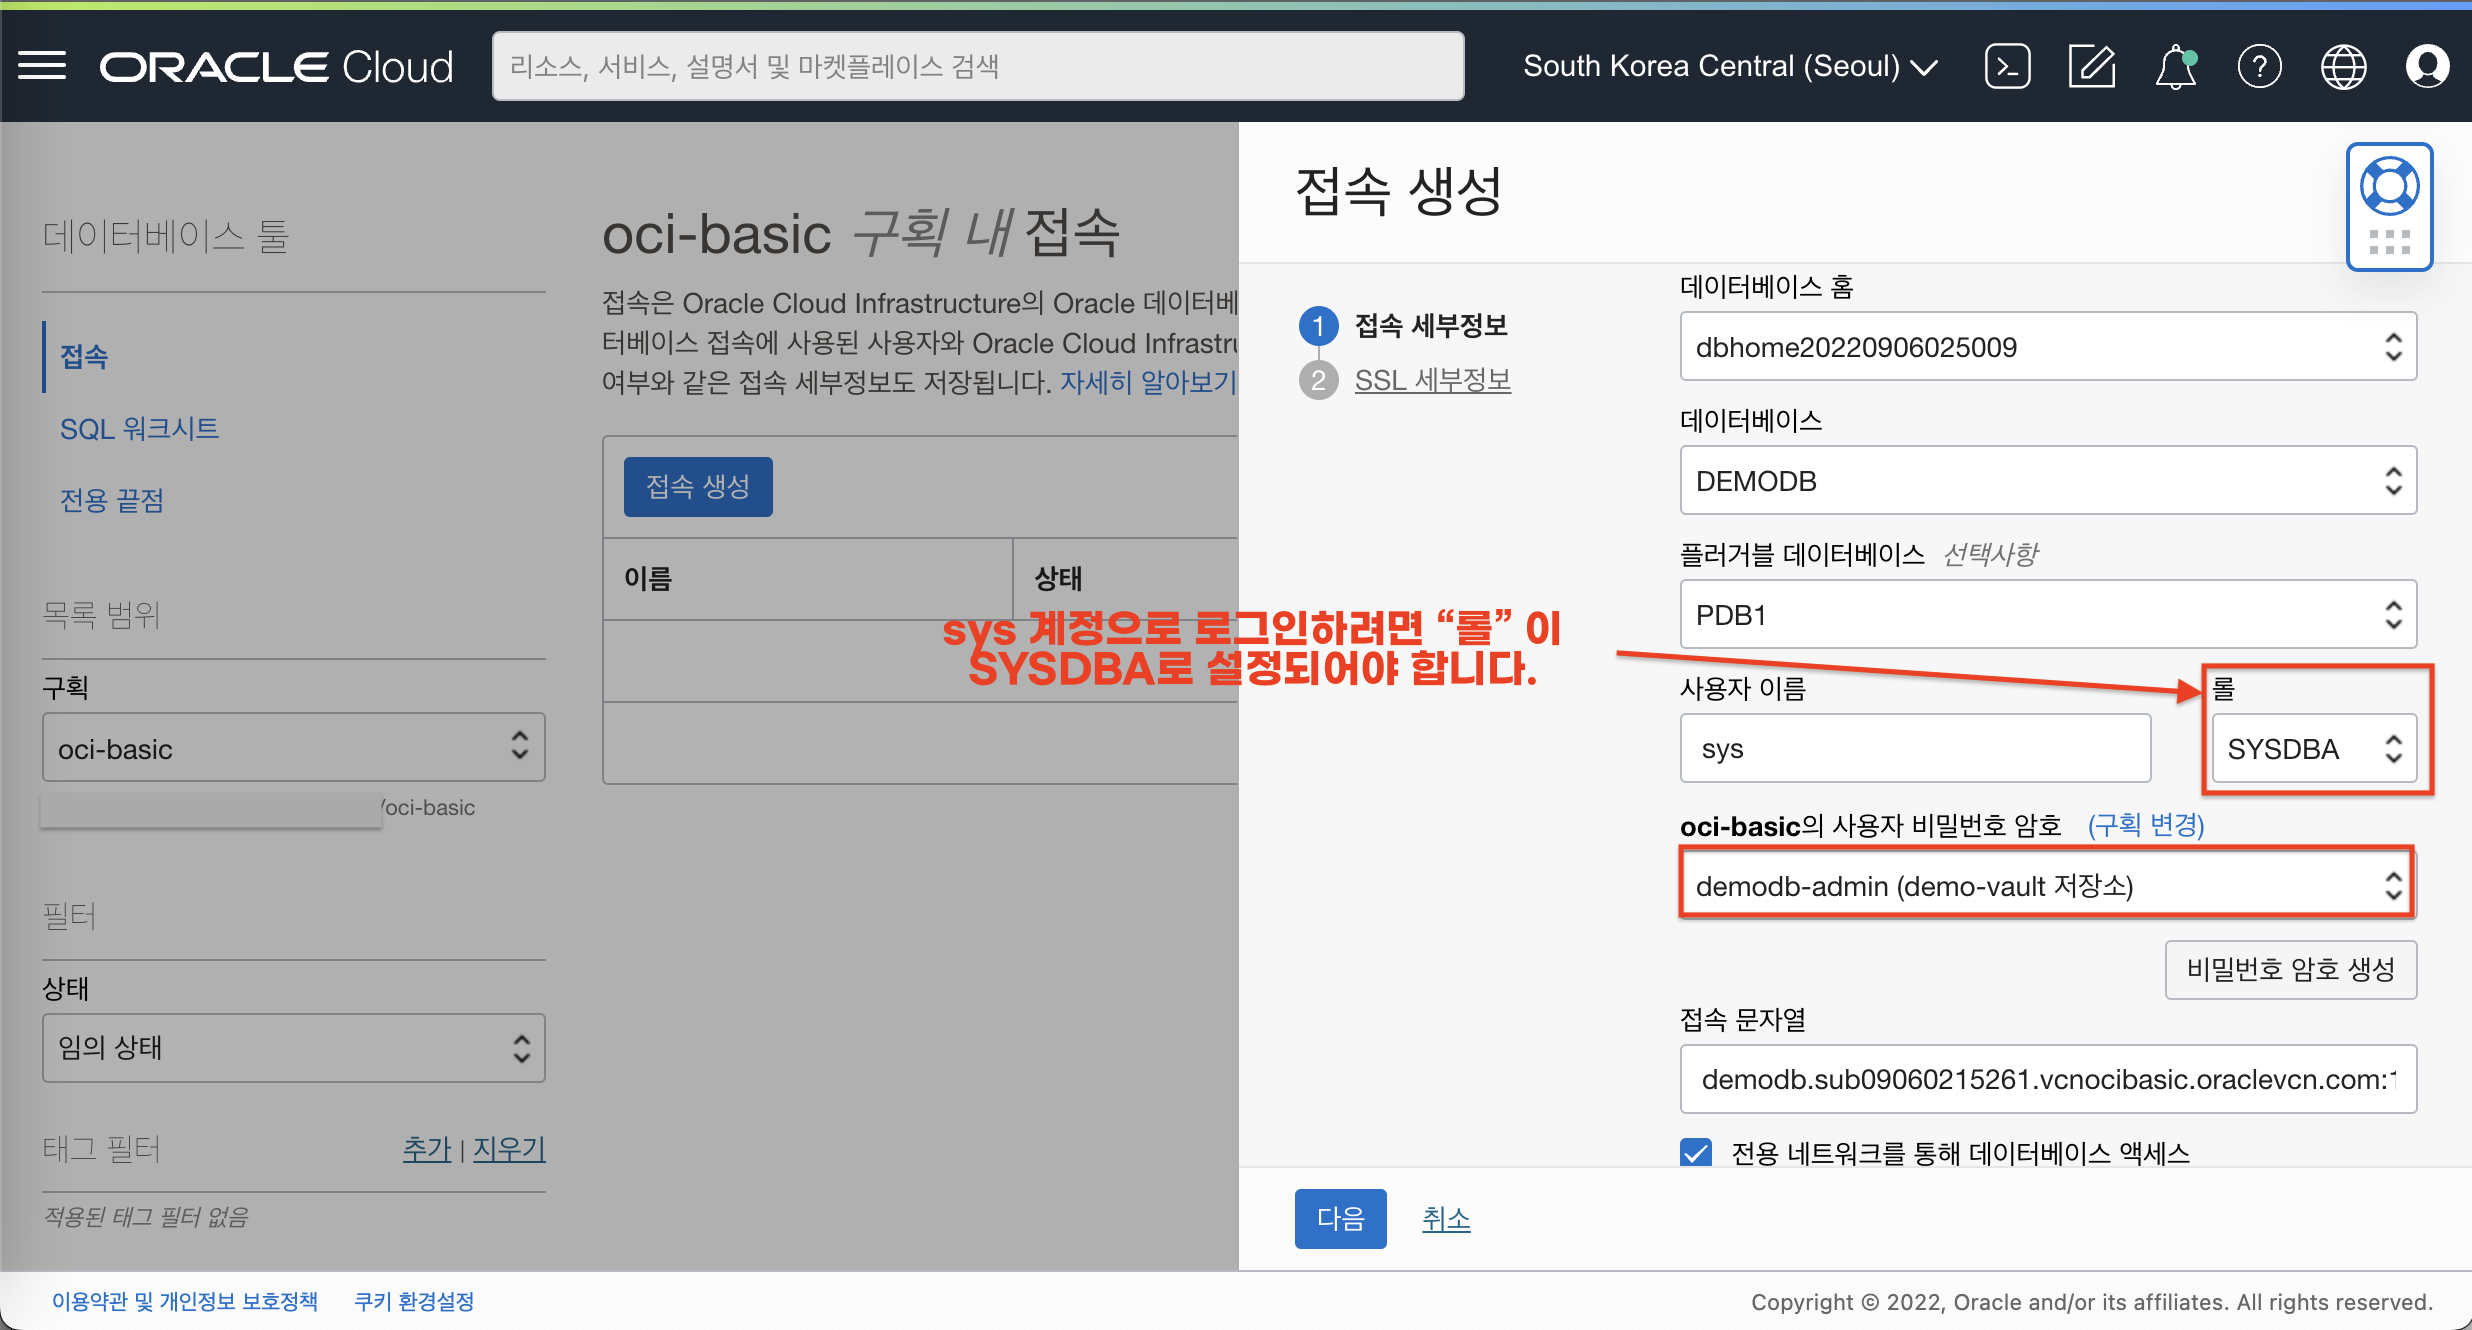 ORACLE Cloud
리소스, 서비스, 설명서 및 마켓플레이스 검색
South Korea Central (Seoul)
데이터베이스 툴
접속
SQL 워크시트
전용 끝점
목록 범위
구획
oci-basic
/oci-basic
필터
상태
임의 상태
태그 필터
추가 | 지우기
적용된 태그 필터 없음
oci-basic 구획 내 접속
접속은 Oracle Cloud Infrastructure의 Oracle 데이터베
터베이스 접속에 사용된 사용자와 Oracle Cloud Infrastru
여부와 같은 접속 세부정보도 저장됩니다. 자세히 알아보기
접속 생성
이름
상태
sys 계정으로 로그인하려면 “롤” 이
SYSDBA로 설정되어야 합니다.
접속 생성
1 접속 세부정보
2 SSL 세부정보
데이터베이스 홈
dbhome20220906025009
데이터베이스
DEMODB
플러거블 데이터베이스 선택사항
PDB1
사용자 이름
sys
롤
SYSDBA
oci-basic의 사용자 비밀번호 암호 (구획 변경)
demodb-admin (demo-vault 저장소)
비밀번호 암호 생성
접속 문자열
demodb.sub09060215261.vcnocibasic.oraclevcn.com:1
전용 네트워크를 통해 데이터베이스 액세스
다음
취소
이용약관 및 개인정보 보호정책
쿠키 환경설정
Copyright © 2022, Oracle and/or its affiliates. All rights reserved.